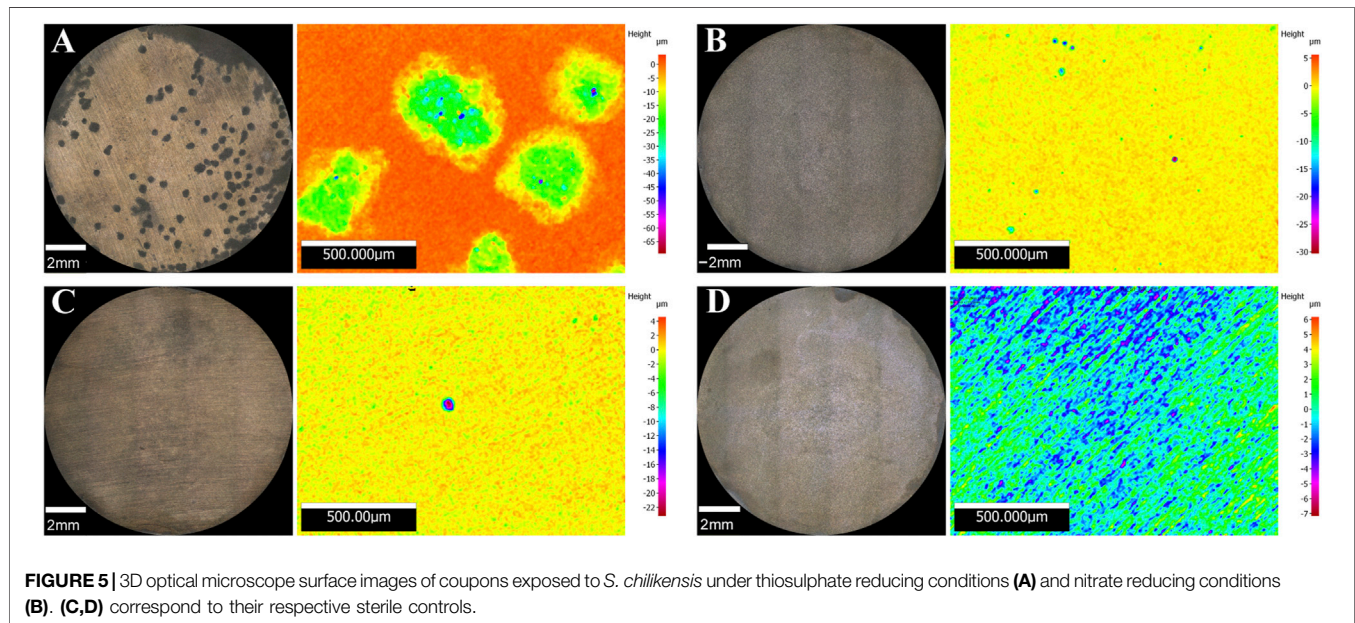 A
2mm
500.000µm
Height
µm
0
-5
-10
-15
-20
-25
-30
-35
-40
-45
-50
-55
-60
-65
B
-2mm
Height
µm
5
0
-5
-10
-15
-20
-25
-30
C
2mm
500.00µm
Height
µm
4
2
0
-2
-4
-6
-8
-10
-12
-14
-16
-18
-20
-22
D
2mm
500.000µm
Height
µm
6
5
4
3
2
1
0
-1
-2
-3
-4
-5
-6
-7
FIGURE 5 | 3D optical microscope surface images of coupons exposed to S. chilikensis under thiosulphate reducing conditions (A) and nitrate reducing conditions
(B). (C,D) correspond to their respective sterile controls.